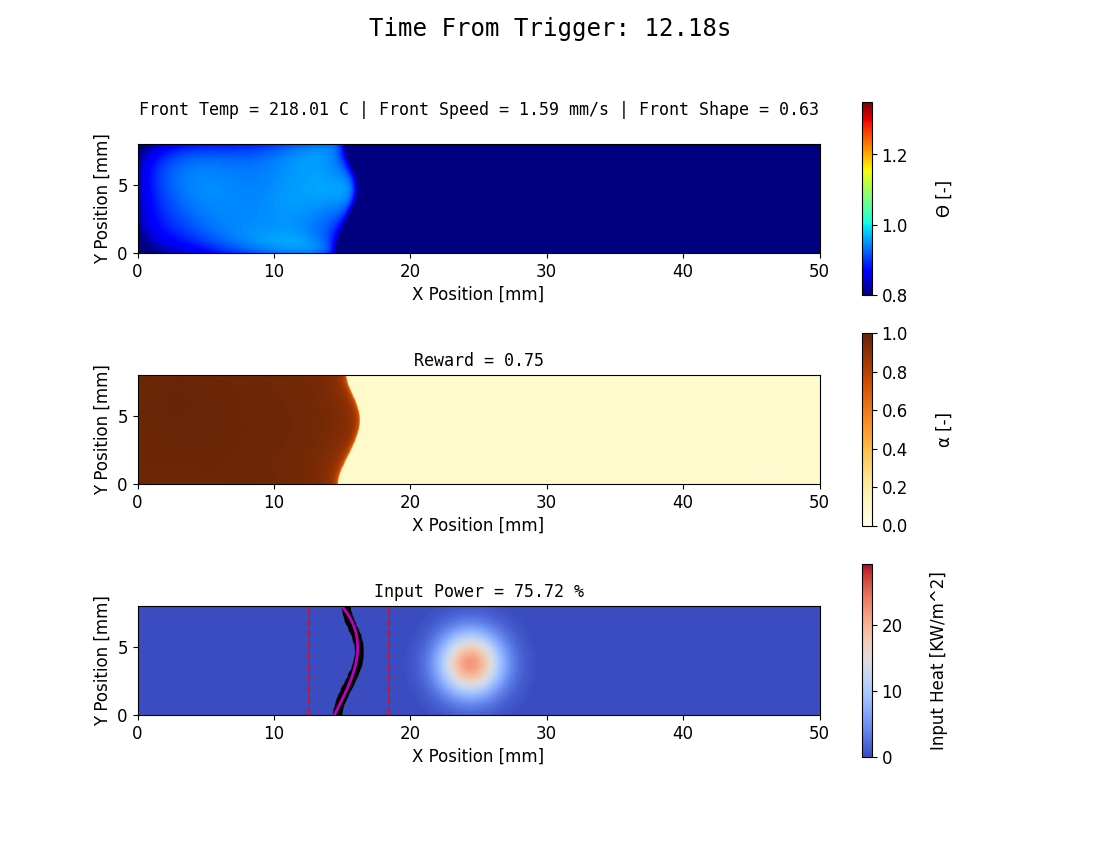 Time From Trigger: 12.18s
Front Temp = 218.01 C | Front Speed = 1.59 mm/s | Front Shape = 0.63
Y Position [mm]
5
0
0 10 20 30 40 50
X Position [mm]
1.2
1.0
0.8
Θ [-]
Reward = 0.75
Y Position [mm]
5
0
0 10 20 30 40 50
X Position [mm]
1.0
0.8
0.6
0.4
0.2
0.0
α [-]
Input Power = 75.72 %
Y Position [mm]
5
0
0 10 20 30 40 50
X Position [mm]
20
10
0
Input Heat [KW/m^2]